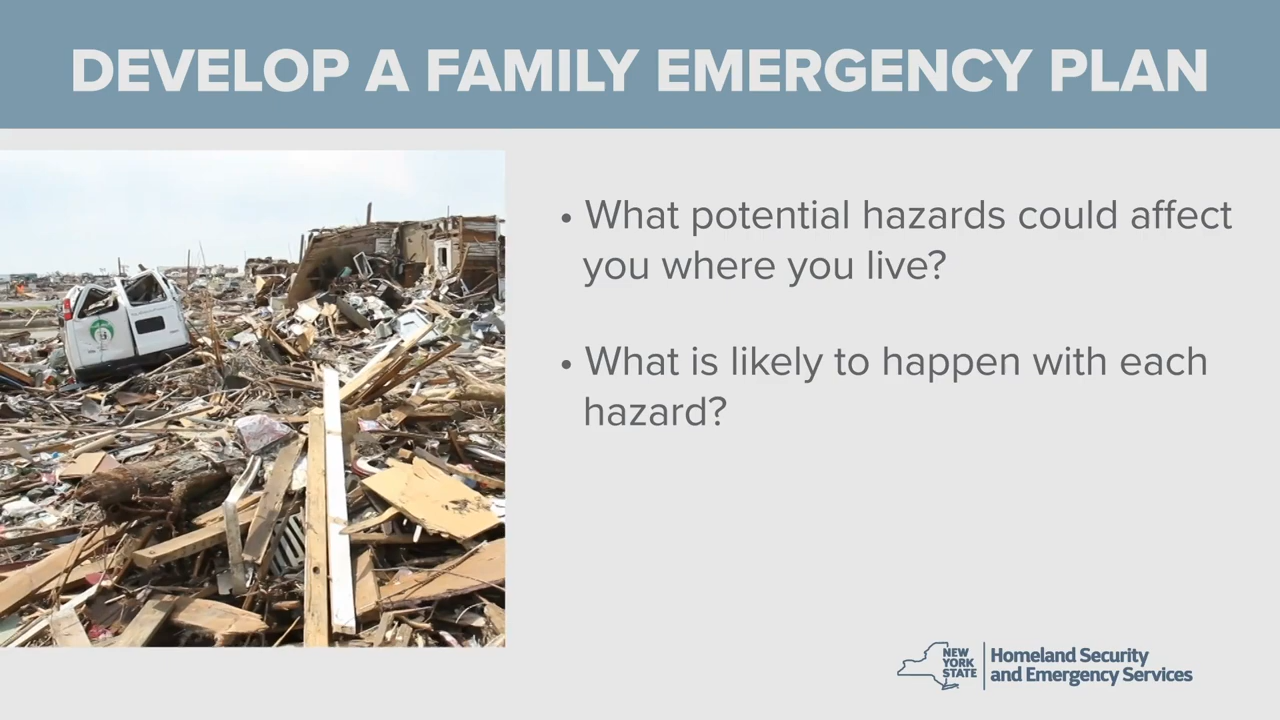 DEVELOP A FAMILY EMERGENCY PLAN
• What potential hazards could affect
you where you live?
• What is likely to happen with each
hazard?
NEW
YORK
STATE
Homeland Security
and Emergency Services